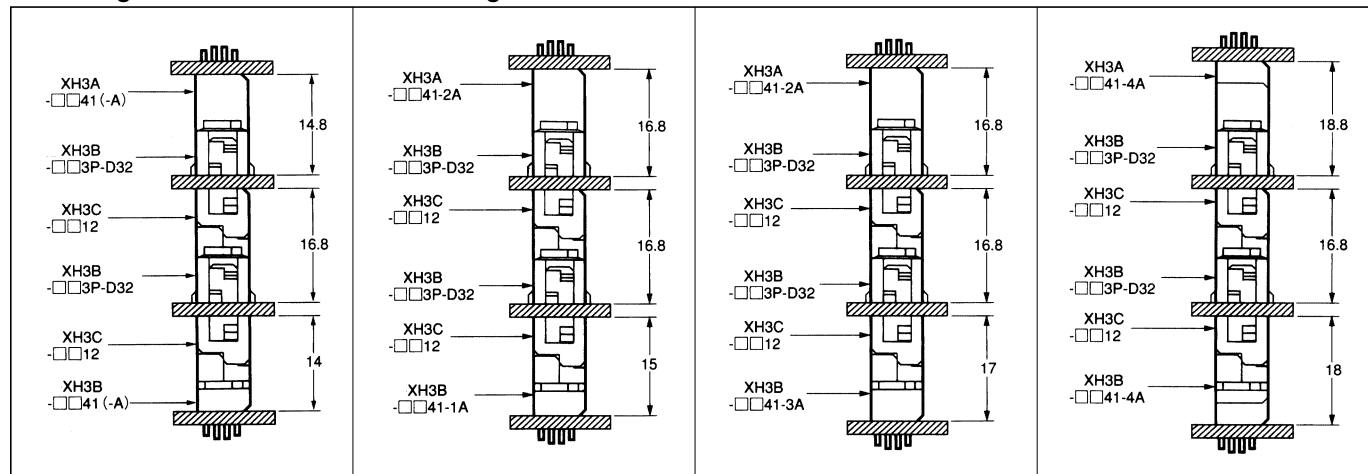 XH3A
-□□41 (-A)
14.8
XH3B
-□□3P-D32
XH3C
-□□12
16.8
XH3B
-□□3P-D32
XH3C
-□□12
14
XH3B
-□□41 (-A)
XH3A
-□□41-2A
16.8
XH3B
-□□3P-D32
XH3C
-□□12
16.8
XH3B
-□□3P-D32
XH3C
-□□12
15
XH3B
-□□41-1A
XH3A
-□□41-2A
16.8
XH3B
-□□3P-D32
XH3C
-□□12
16.8
XH3B
-□□3P-D32
XH3C
-□□12
17
XH3B
-□□41-3A
XH3A
-□□41-4A
18.8
XH3B
-□□3P-D32
XH3C
-□□12
16.8
XH3B
-□□3P-D32
XH3C
-□□12
18
XH3B
-□□41-4A